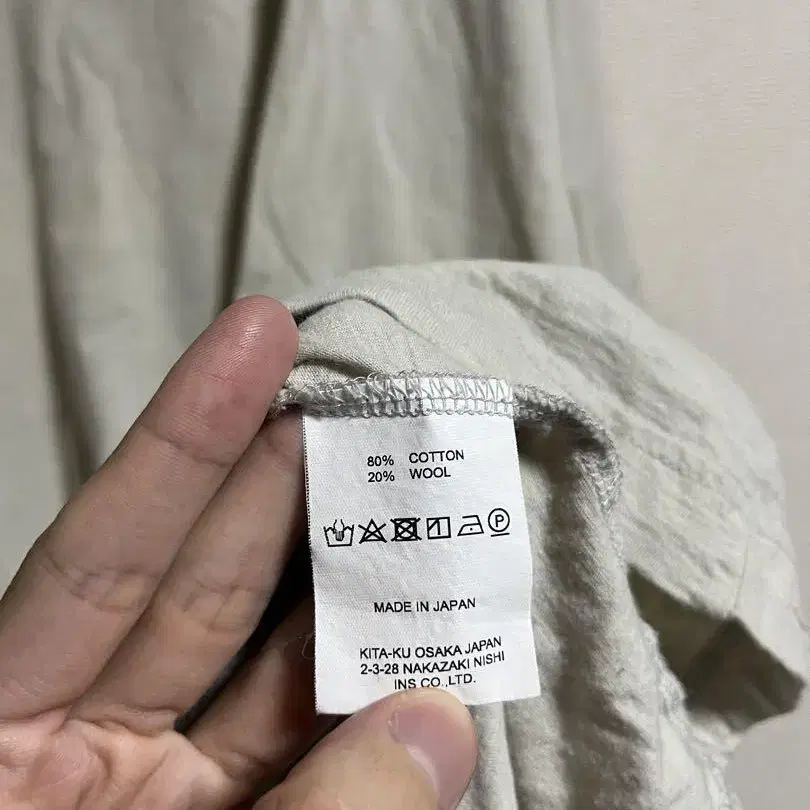 80% COTTON
20% WOOL
MADE IN JAPAN
KITA-KU OSAKA JAPAN
2-3-28 NAKAZAKI NISHI
INS CO.,LTD.